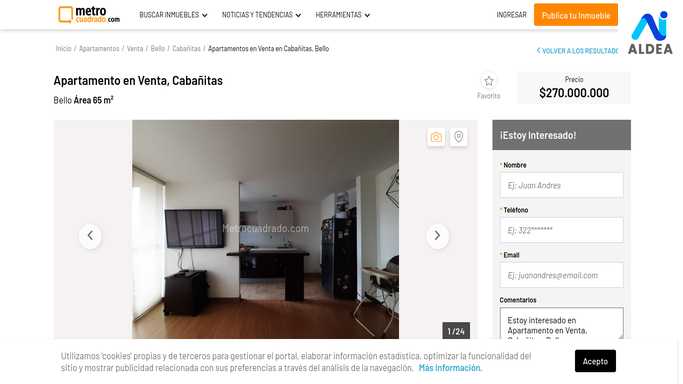 metro
cuadrado.com
BUSCAR INMUEBLES
NOTICIAS Y TENDENCIAS
HERRAMIENTAS
INGRESAR
Publica tu Inmueble
Inicio / Apartamentos / Venta / Bello / Cabañitas / Apartamentos en Venta en Cabañitas, Bello
VOLVER A LOS RESULTAD
ALDEA
Apartamento en Venta, Cabañitas
Bello Área 65 m²
Favorito
Precio
$270.000.000
Metrocuadrado.com
1 / 24
¡Estoy Interesado!
* Nombre
Ej: Juan Andres
* Teléfono
Ej: 322*******
* Email
Ej: juanandres@email.com
Comentarios
Estoy interesado en
Apartamento en Venta,
Utilizamos 'cookies' propias y de terceros para gestionar el portal, elaborar información estadística, optimizar la funcionalidad del
sitio y mostrar publicidad relacionada con sus preferencias a través del análisis de la navegación. Más Información.
Acepto